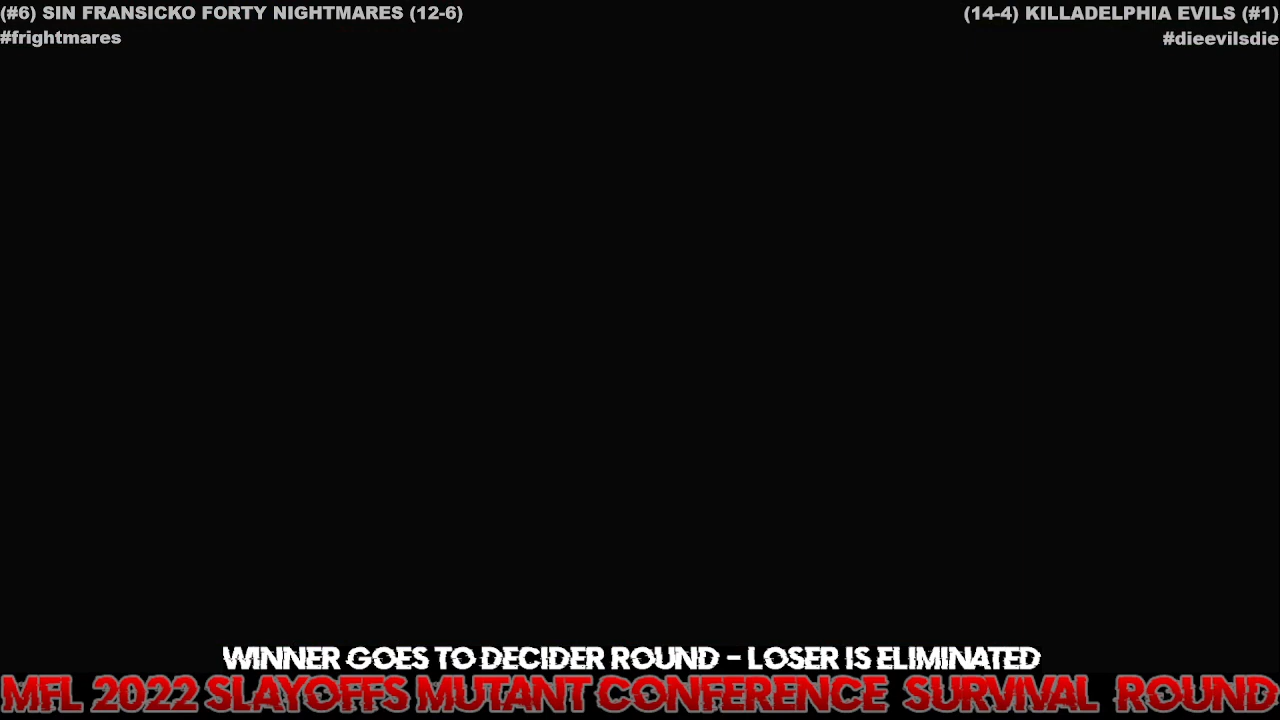 (#6) SIN FRANSICKO FORTY NIGHTMARES (12-6)
(14-4) KILLADELPHIA EVILS (#1)
#frightmares
#dieevilsdie
WINNER GOES TO DECIDER ROUND - LOSER IS ELIMINATED
MFL 2022 SLAYOFFS MUTANT CONFERENCE SURVIVAL ROUND